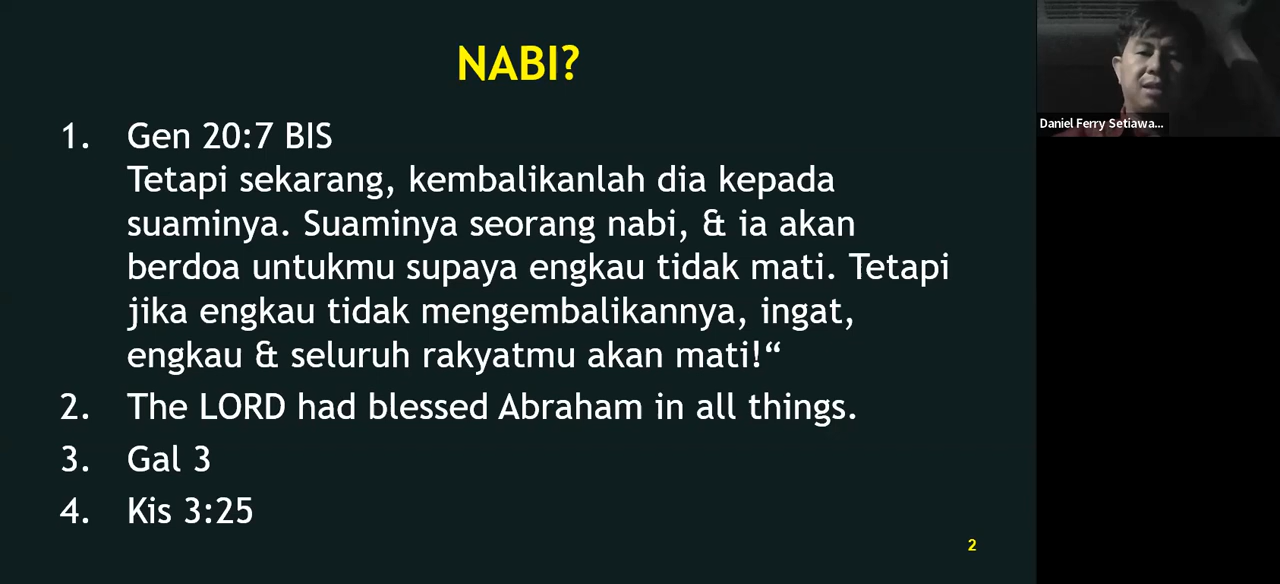 NABI?
1. Gen 20:7 BIS
Tetapi sekarang, kembalikanlah dia kepada
suaminya. Suaminya seorang nabi, & ia akan
berdoa untukmu supaya engkau tidak mati. Tetapi
jika engkau tidak mengembalikannya, ingat,
engkau & seluruh rakyatmu akan mati!“
2. The LORD had blessed Abraham in all things.
3. Gal 3
4. Kis 3:25
2
Daniel Ferry Setiawa...